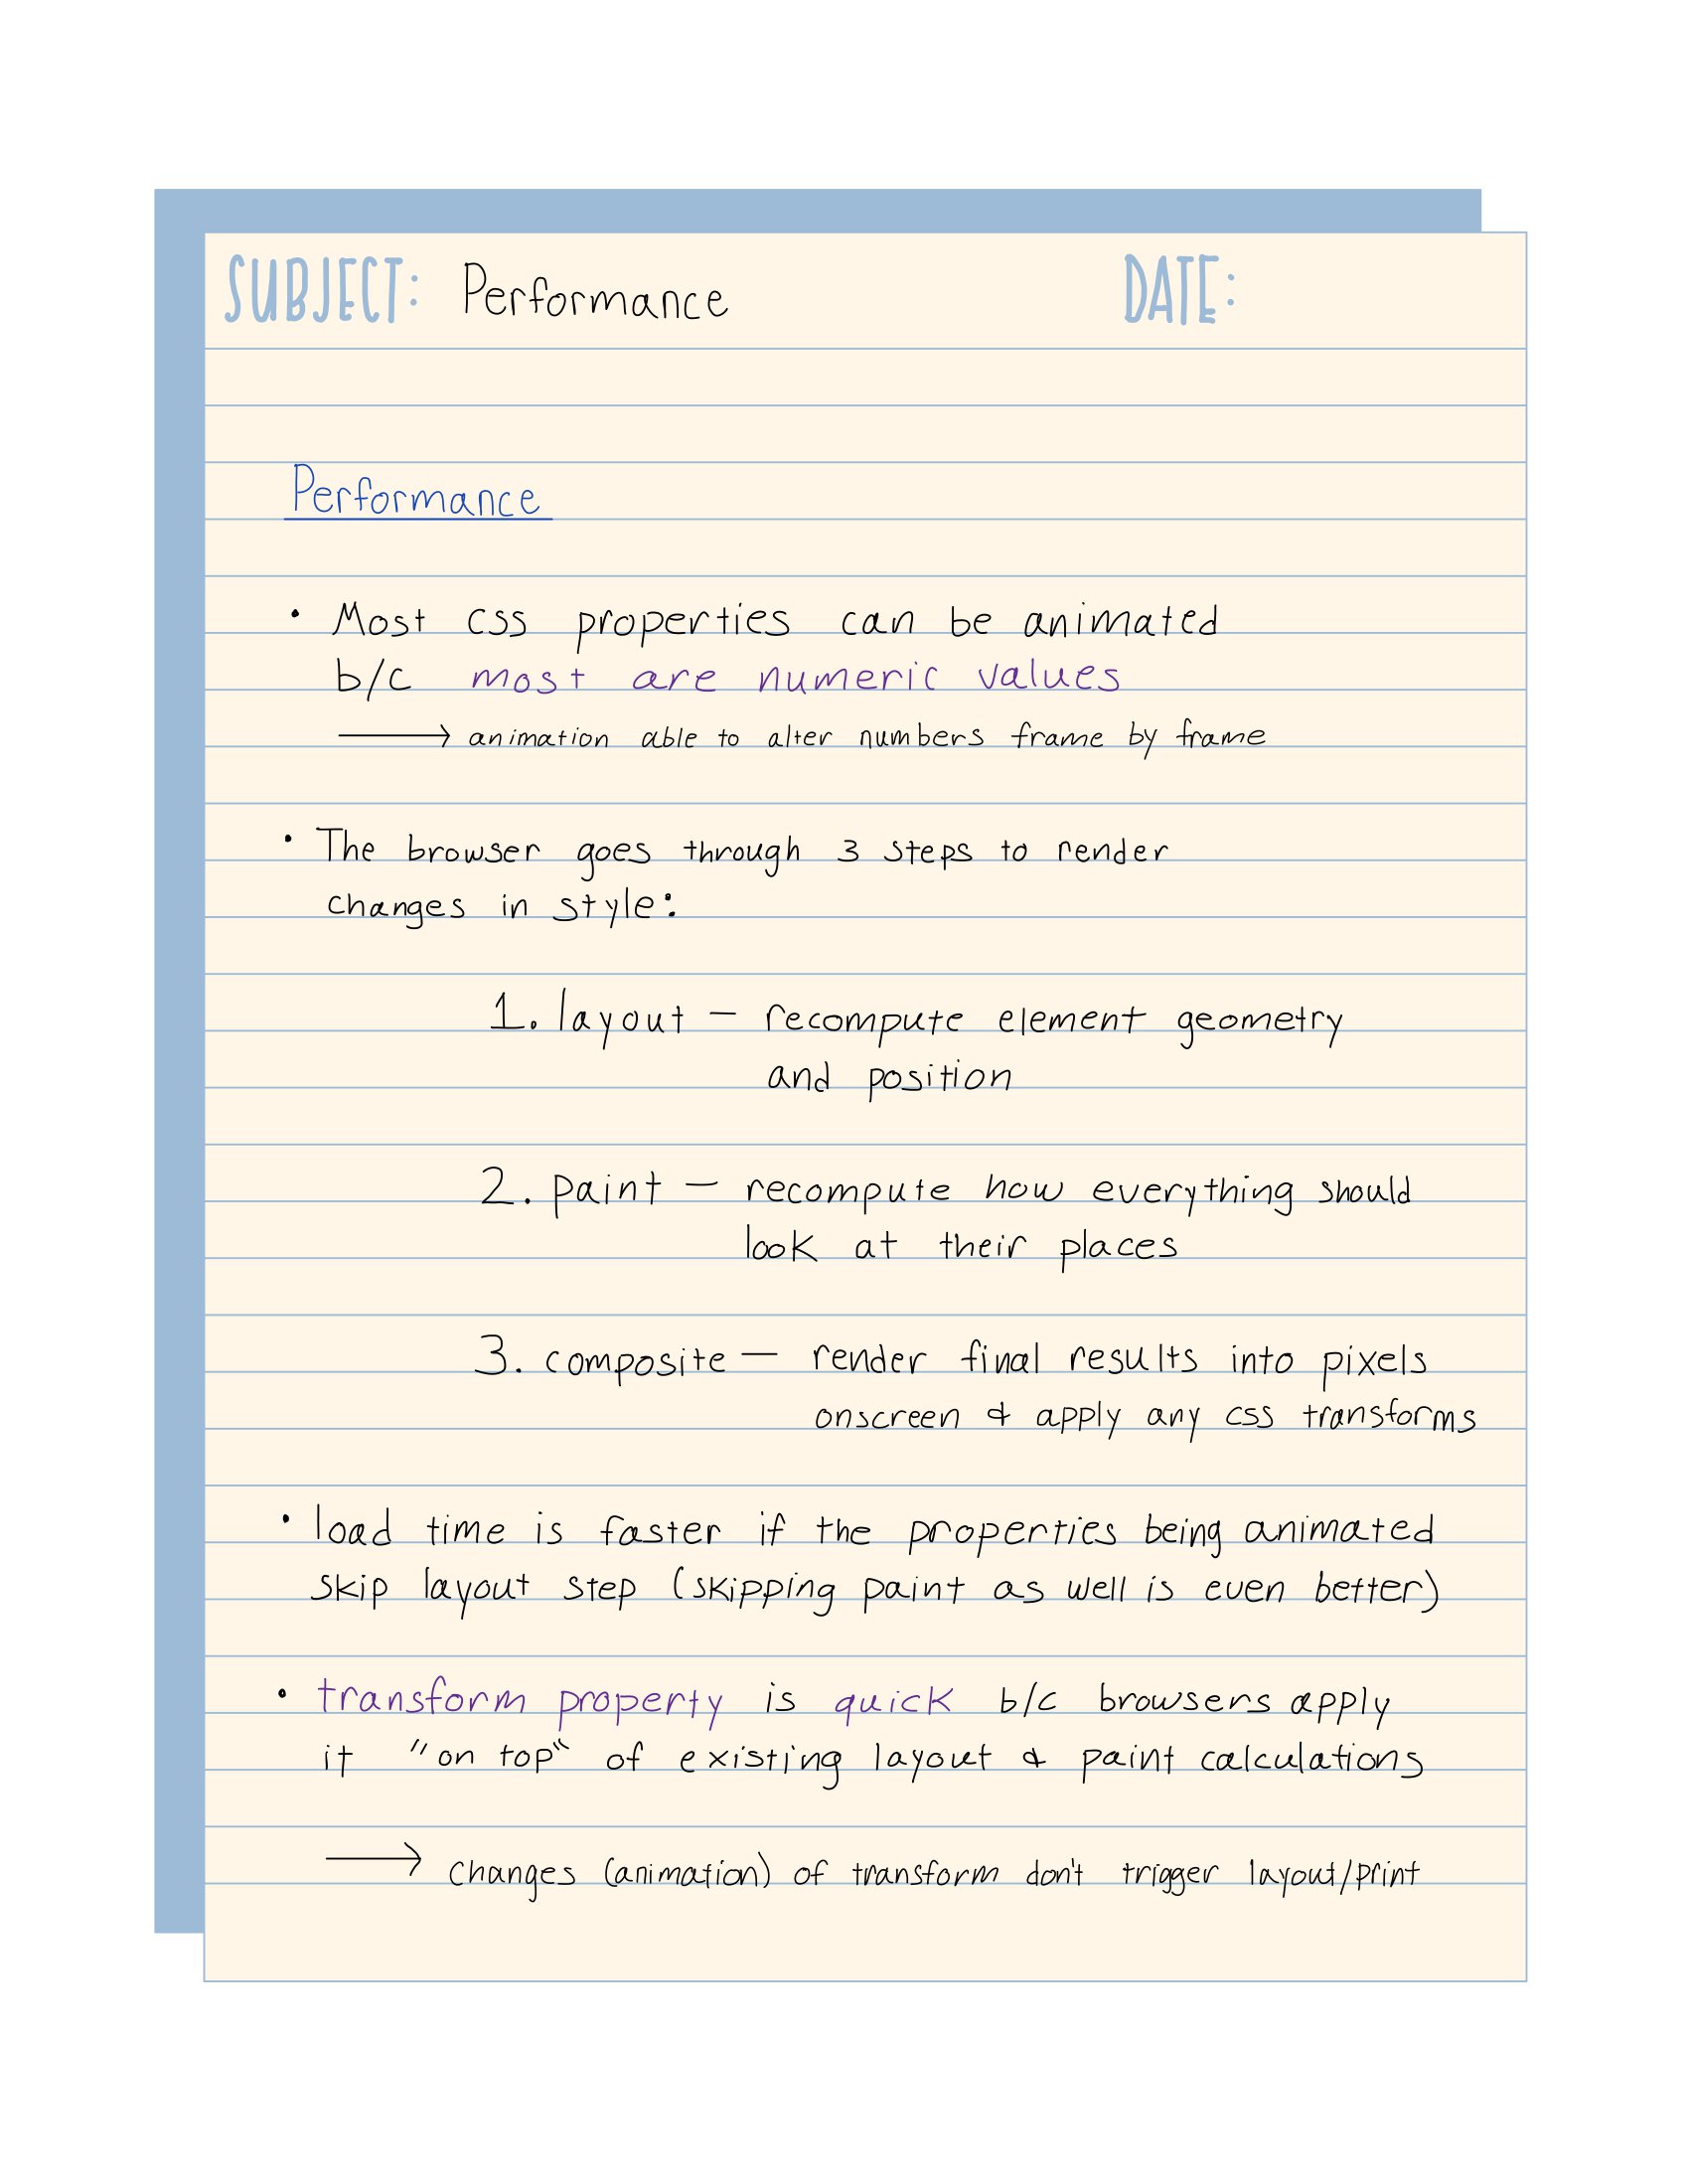 SUBJECT: Performance DATE:
Performance
• Most css properties can be animated
b/c most are numeric values
→ animation able to alter numbers frame by frame
• The browser goes through 3 steps to render
changes in style:
1. layout — recompute element geometry
and position
2. paint — recompute how everything should
look at their places
3. composite — render final results into pixels
onscreen & apply any css transforms
• load time is faster if the properties being animated
skip layout step (skipping paint as well is even better)
• transform property is quick b/c browsers apply
it "on top" of existing layout & paint calculations
→ changes (animation) of transform don't trigger layout/print